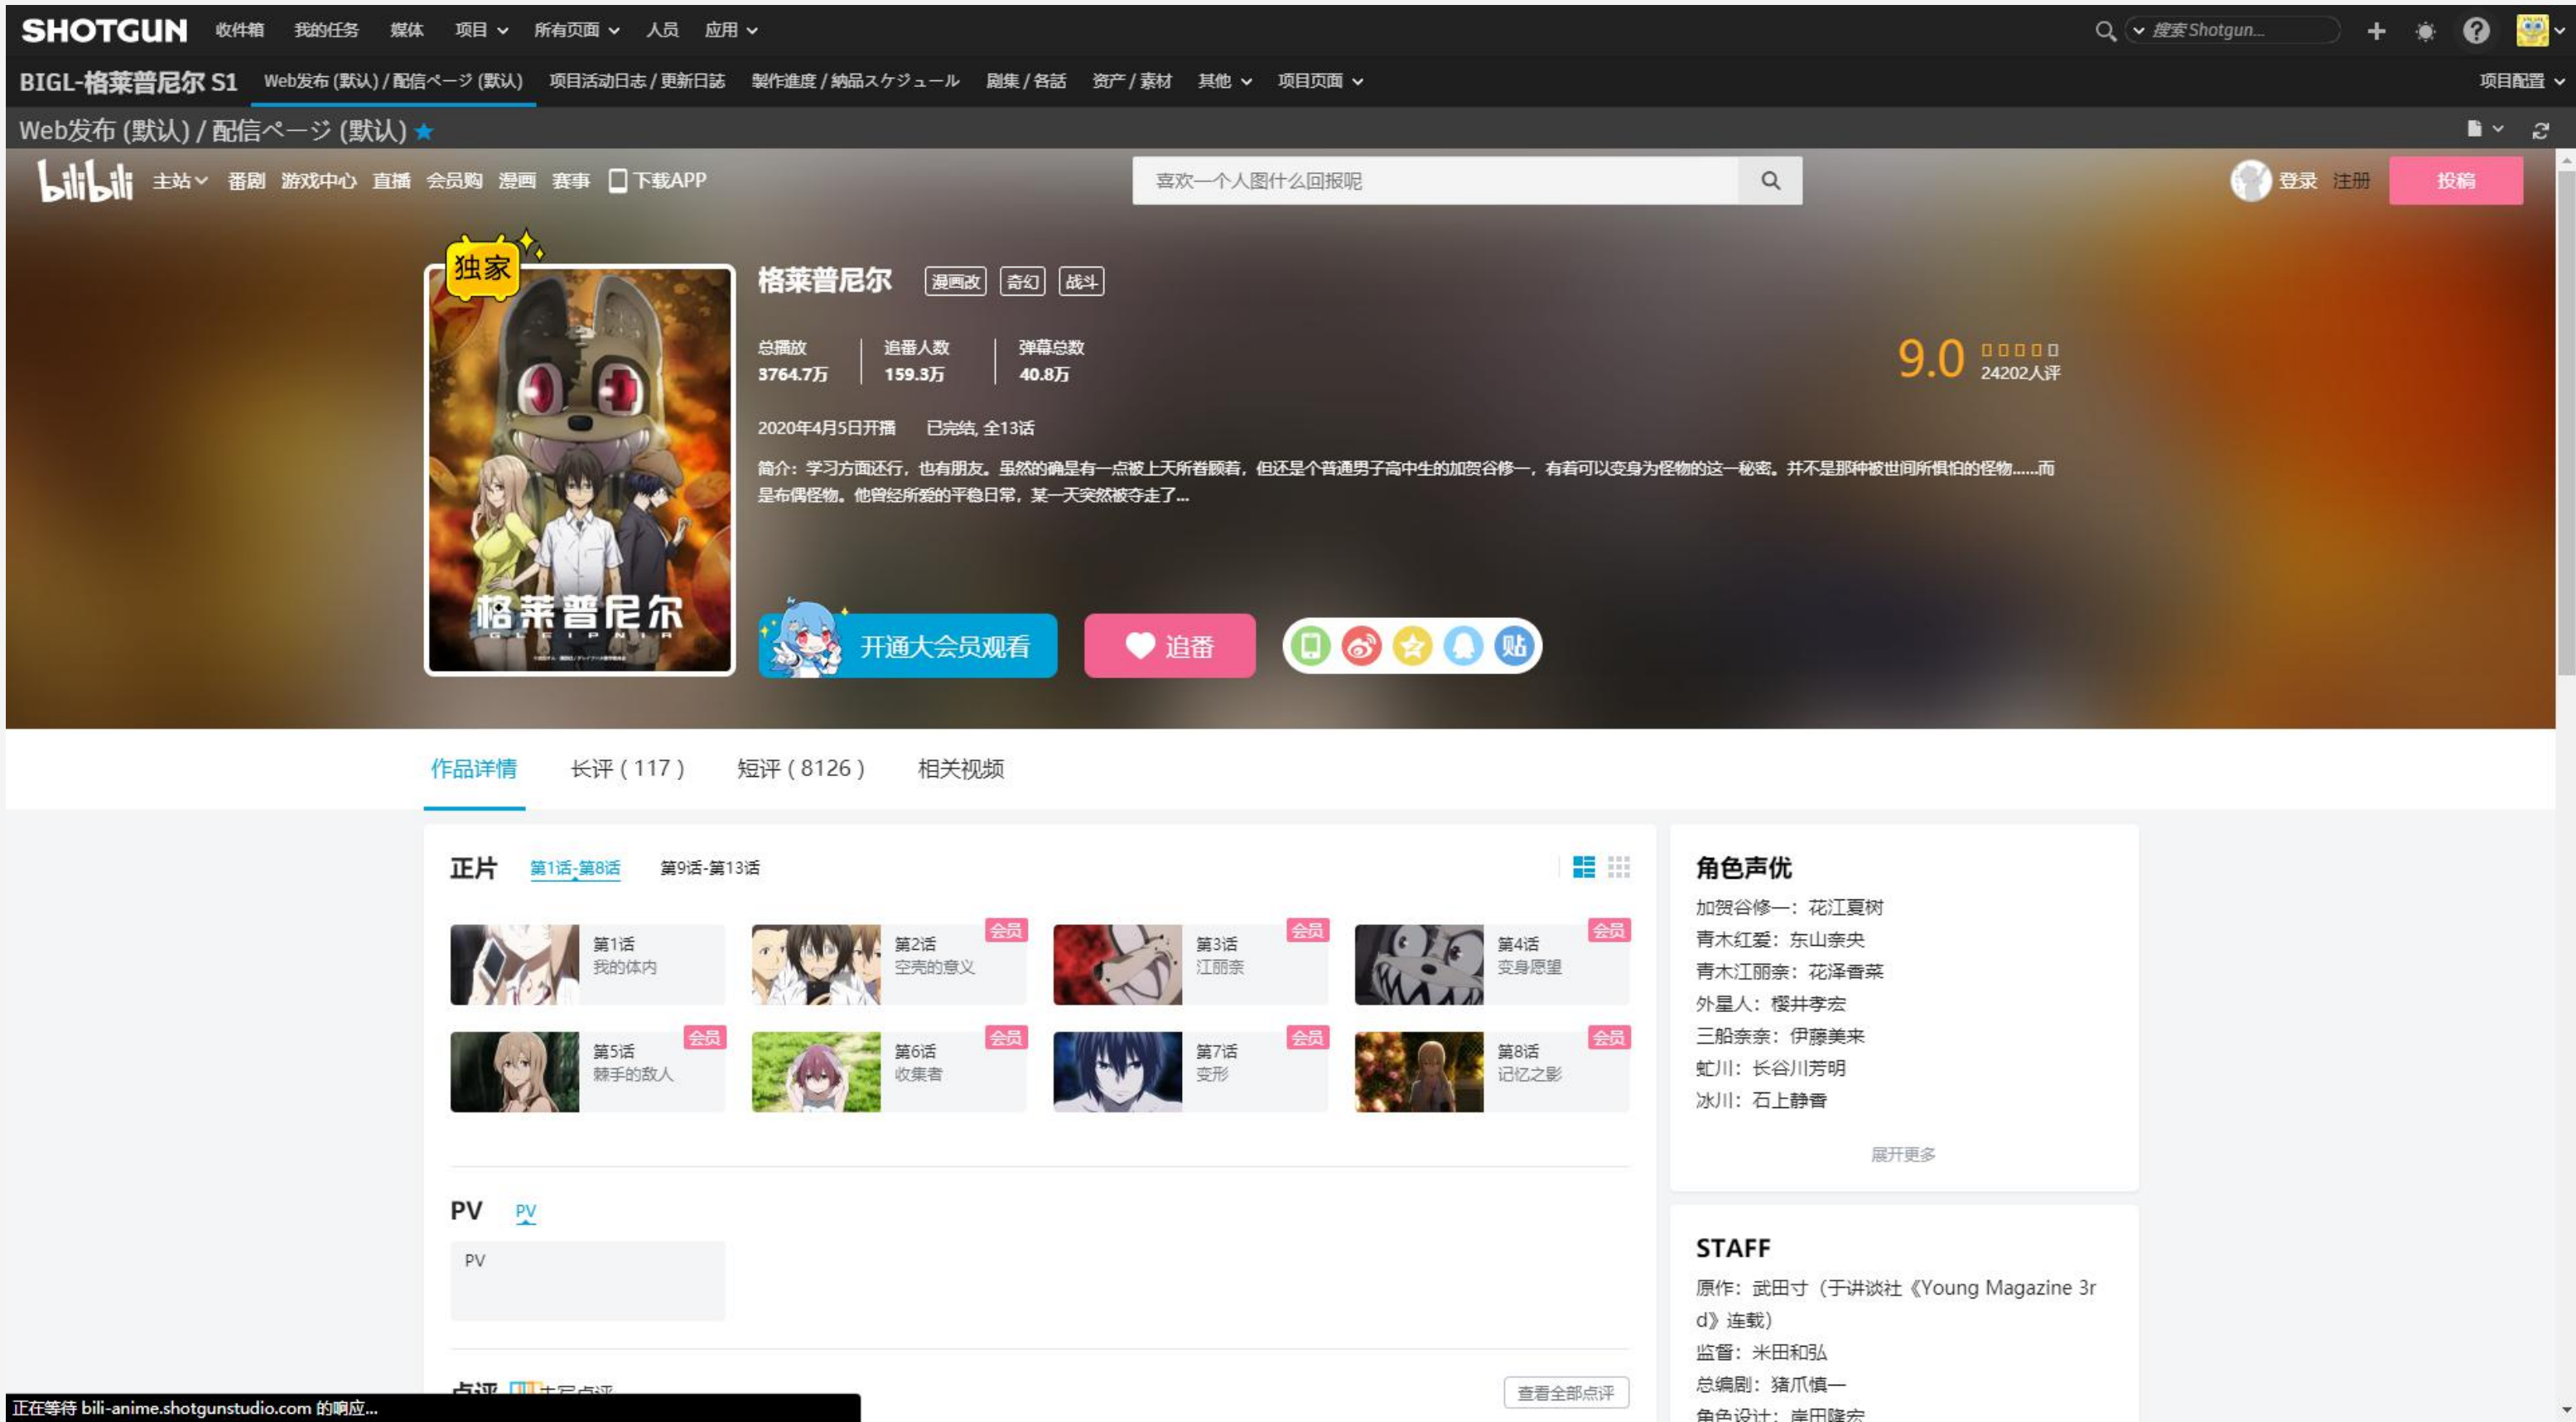 SHOTGUN 收件箱 我的任务 媒体 项目 所有页面 人员 应用 搜索 Shotgun...
BIGL-格莱普尼尔 S1 Web发布 (默认) / 配信ページ (默认) 项目活动日志 / 更新日誌 製作進度 / 納品スケジュール 剧集 / 各話 资产 / 素材 其他 项目页面 项目配置
Web发布 (默认) / 配信ページ (默认)
bilibili 主站 番剧 游戏中心 直播 会员购 漫画 赛事 下载APP 喜欢一个人图什么回报呢 登录 注册 投稿
独家
格莱普尼尔
GLEIPNIR
格莱普尼尔 漫画改 奇幻 战斗
总播放 追番人数 弹幕总数
3764.7万 159.3万 40.8万
9.0
24202人评
2020年4月5日开播 已完结, 全13话
简介：学习方面还行，也有朋友。虽然的确是有一点被上天所眷顾着，但还是个普通男子高中生的加贺谷修一，有着可以变身为怪物的这一秘密。并不是那种被世间所惧怕的怪物......而
是布偶怪物。他曾经所爱的平稳日常，某一天突然被夺走了...
开通大会员观看 追番 贴
作品详情 长评 ( 117 ) 短评 ( 8126 ) 相关视频
正片 第1话-第8话 第9话-第13话
第1话
我的体内
会员
第2话
空壳的意义
会员
第3话
江丽奈
会员
第4话
变身愿望
会员
第5话
棘手的敌人
会员
第6话
收集者
会员
第7话
变形
会员
第8话
记忆之影
PV PV
PV
点评 查看全部点评
角色声优
加贺谷修一：花江夏树
青木红爱：东山奈央
青木江丽奈：花泽香菜
外星人：樱井孝宏
三船奈奈：伊藤美来
虻川：长谷川芳明
冰川：石上静香
展开更多
STAFF
原作：武田寸（于讲谈社《Young Magazine 3r
d》连载）
监督：米田和弘
总编剧：猪爪慎一
角色设计：岸田隆宏
正在等待 bili-anime.shotgunstudio.com 的响应...